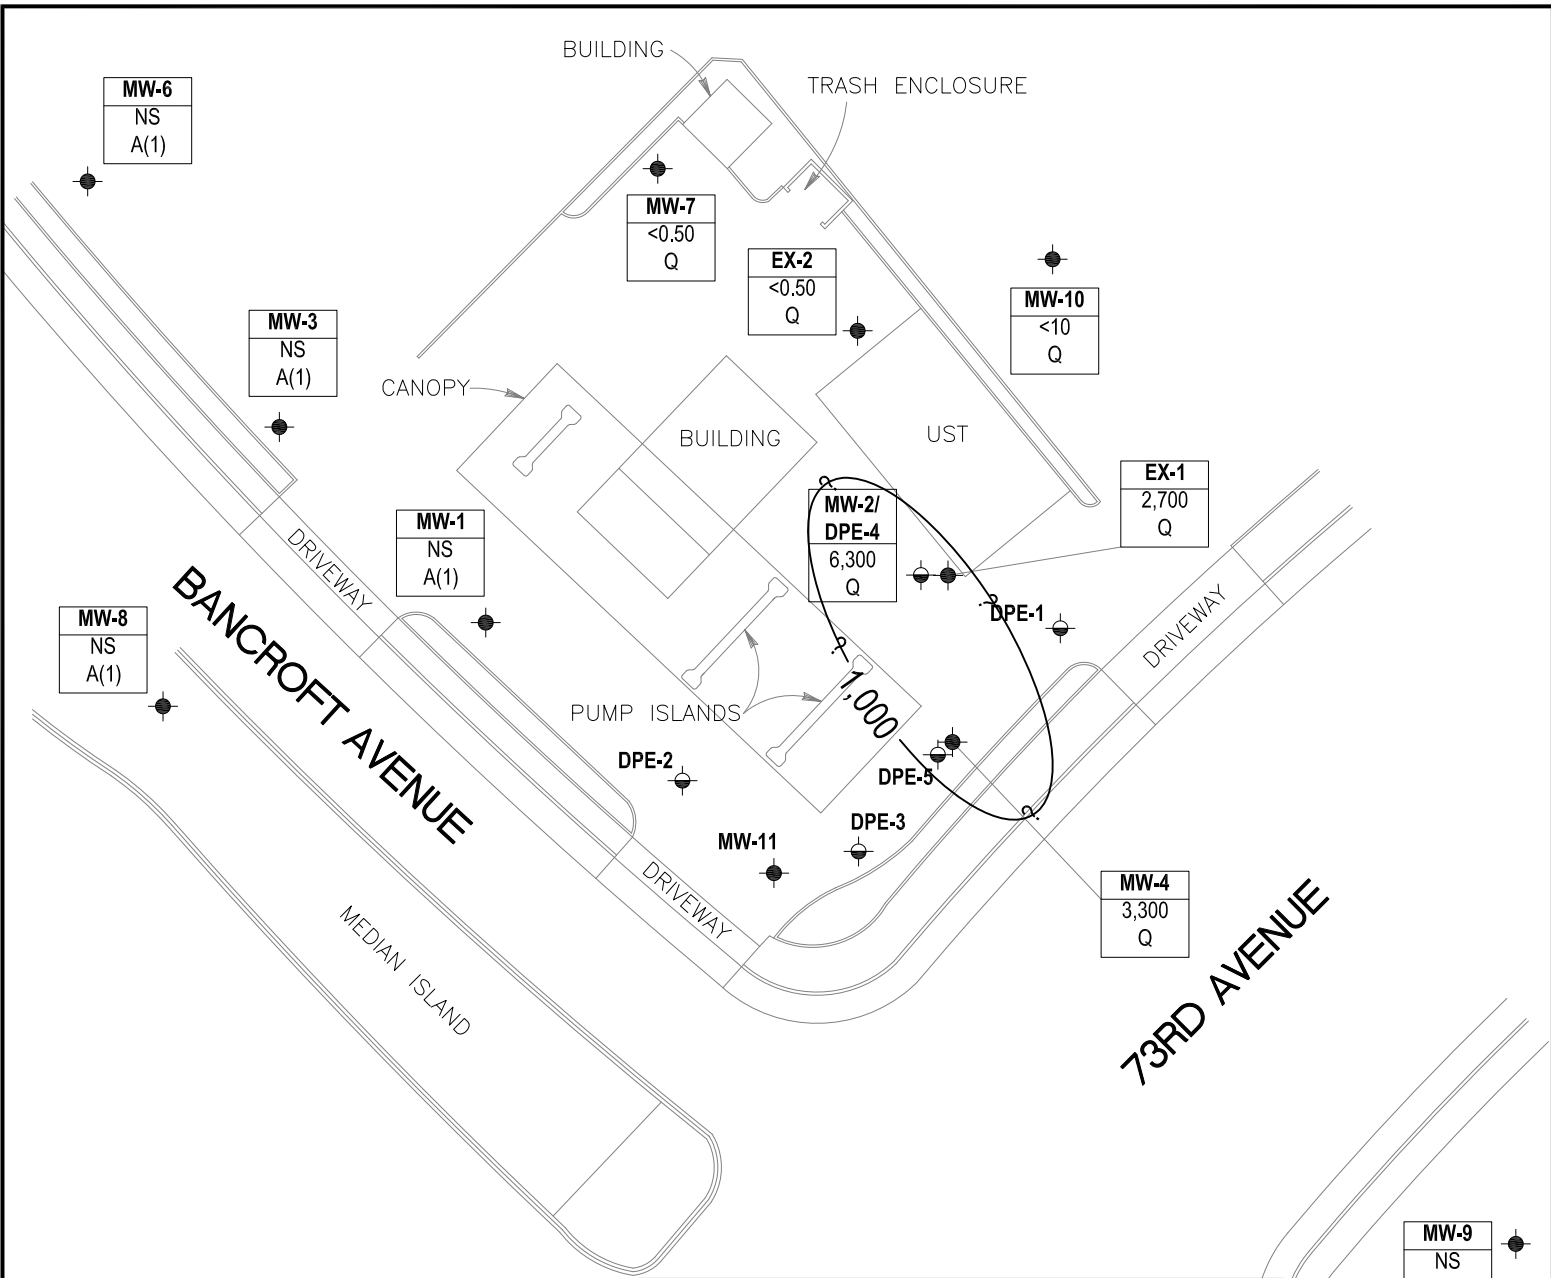 BUILDING
TRASH ENCLOSURE
MW-6
NS
A(1)
MW-7
<0.50
Q
EX-2
<0.50
Q
MW-10
<10
Q
MW-3
NS
A(1)
CANOPY
BUILDING
UST
EX-1
2,700
Q
MW-2/
DPE-4
6,300
Q
MW-1
NS
A(1)
DRIVEWAY
BANCROFT AVENUE
MW-8
NS
A(1)
?
?
?
?
DPE-1
DRIVEWAY
1,000
PUMP ISLANDS
DPE-2
DPE-5
DPE-3
MW-11
DRIVEWAY
MW-4
3,300
Q
MEDIAN ISLAND
73RD AVENUE
MW-9
NS